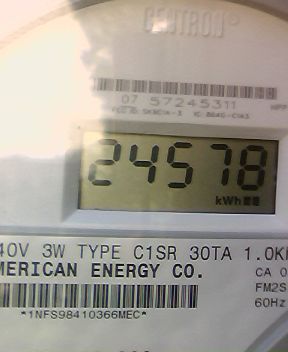 CENTRON®
07 57245311
24578
kWh
40V 3W TYPE C1SR 30TA 1.0K
MERICAN ENERGY CO.
CA 0
FM2S
60Hz
*1NFS98410366MEC*